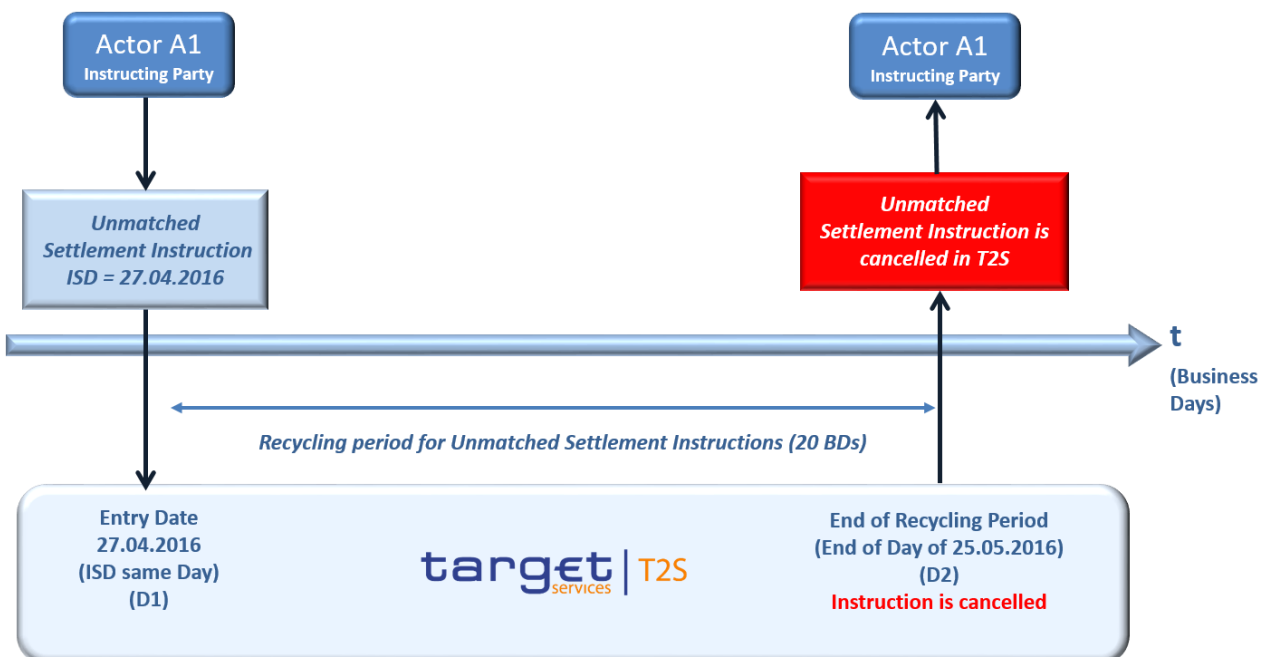 Actor A1
Instructing Party
Actor A1
Instructing Party
Unmatched
Settlement Instruction
ISD = 27.04.2016
Unmatched
Settlement Instruction is
cancelled in T2S
t
(Business
Days)
Recycling period for Unmatched Settlement Instructions (20 BDs)
Entry Date
27.04.2016
(ISD same Day)
(D1)
target | T2S
services
End of Recycling Period
(End of Day of 25.05.2016)
(D2)
Instruction is cancelled